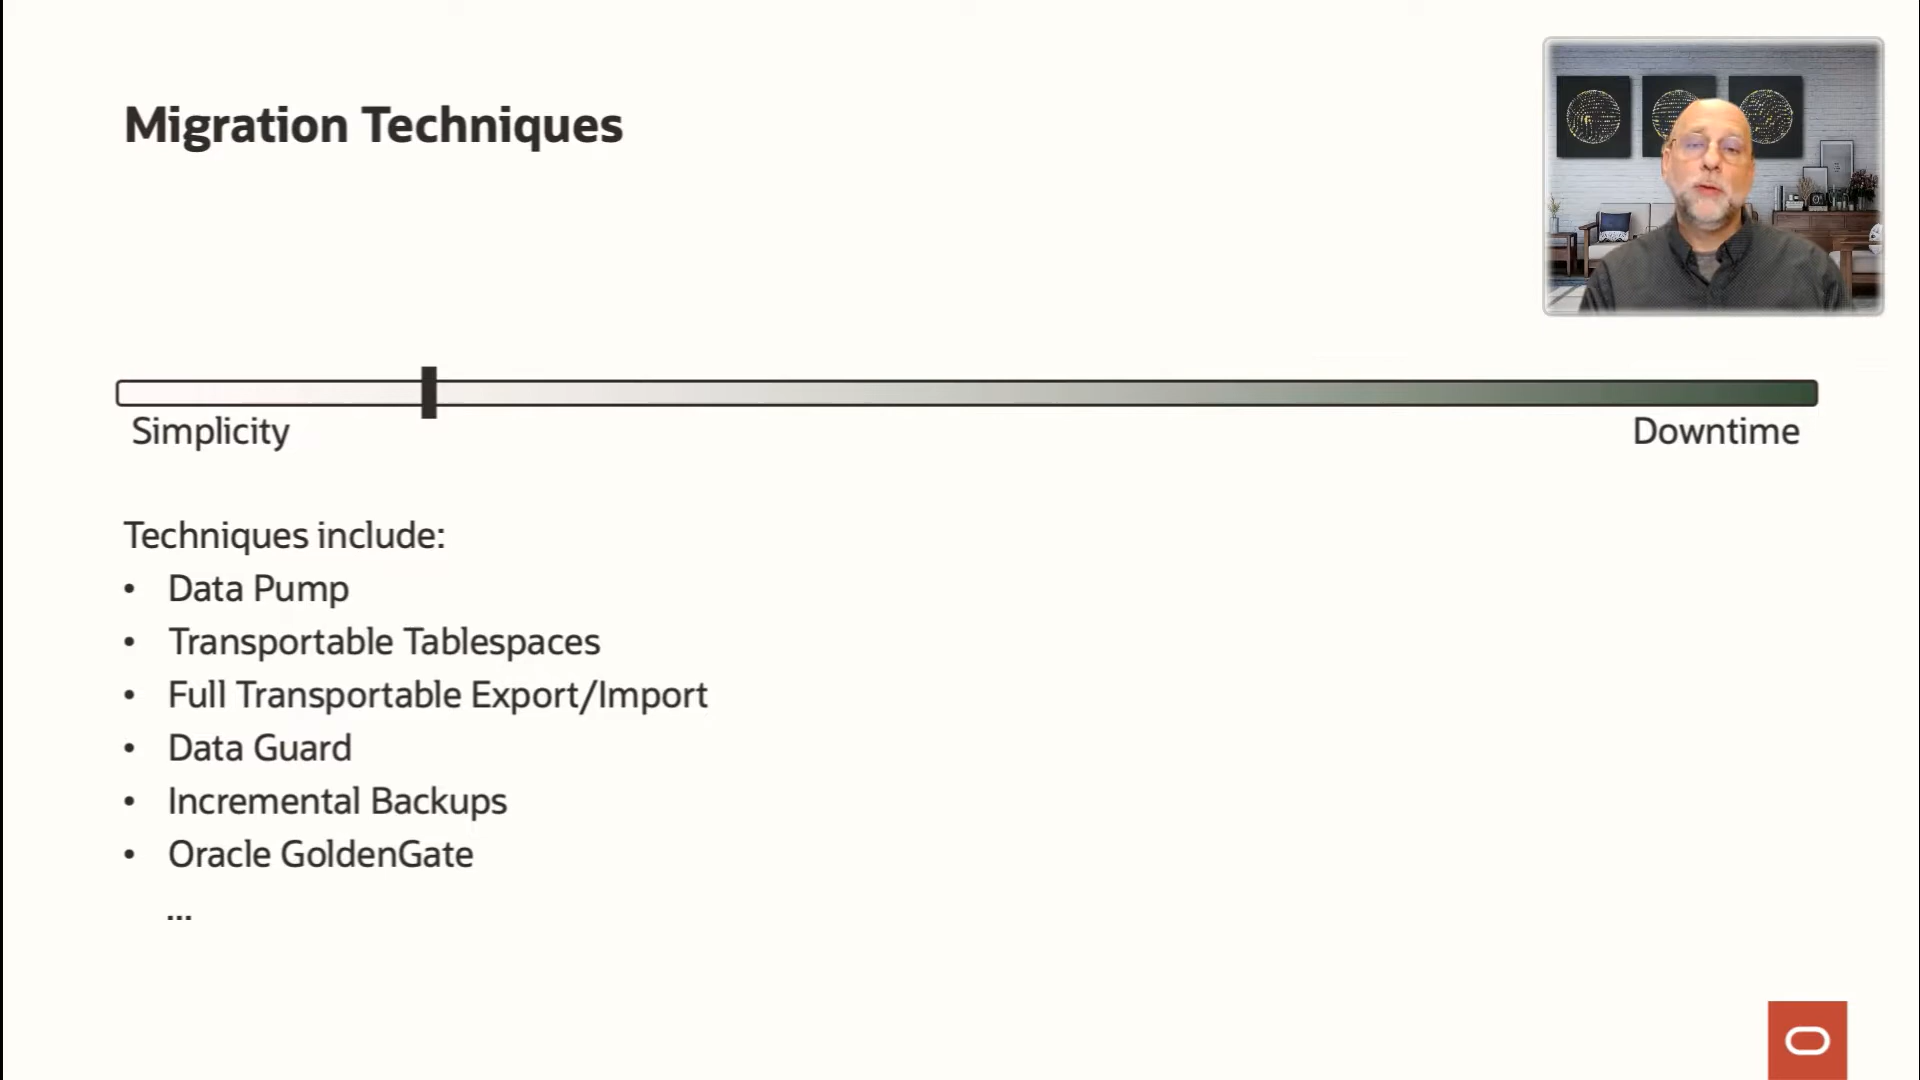 Migration Techniques
Simplicity
Downtime
Techniques include:
• Data Pump
• Transportable Tablespaces
• Full Transportable Export/Import
• Data Guard
• Incremental Backups
• Oracle GoldenGate
...